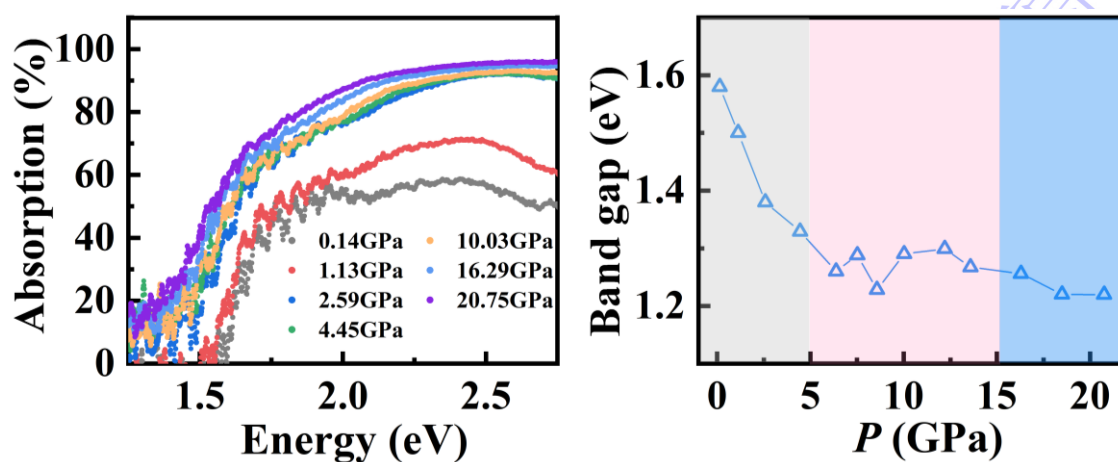 Absorption (%)
100
80
60
40
20
0
0.14GPa
1.13GPa
2.59GPa
4.45GPa
10.03GPa
16.29GPa
20.75GPa
1.5 2.0 2.5
Energy (eV)
Band gap (eV)
1.6
1.4
1.2
0 5 10 15 20
P (GPa)